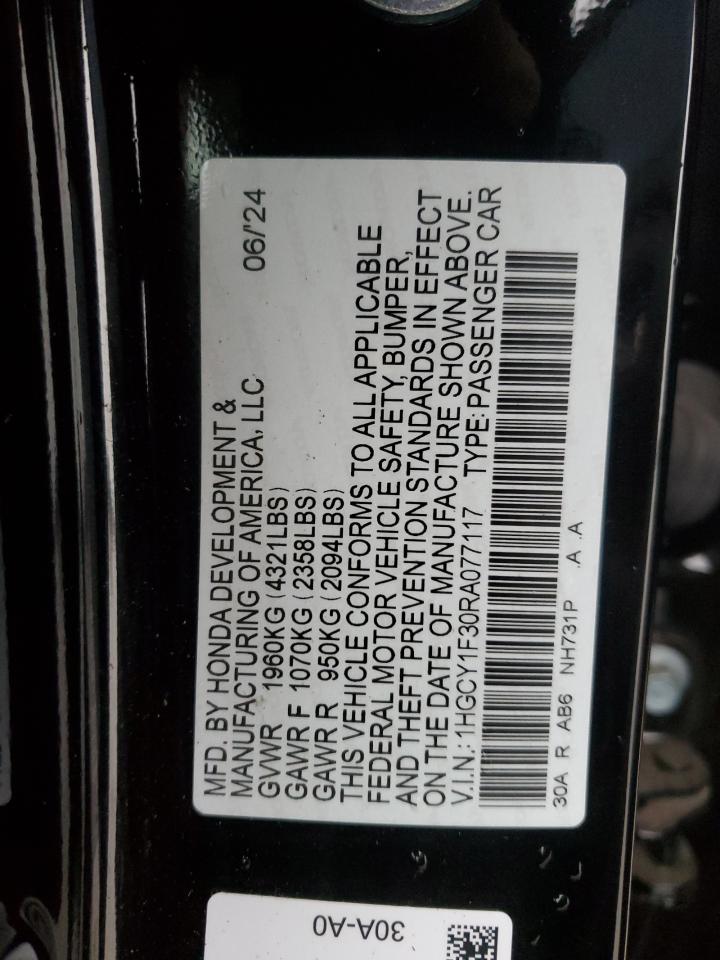 MFD. BY HONDA DEVELOPMENT &
MANUFACTURING OF AMERICA, LLC 06/'24
GVWR 1960KG (4321LBS)
GAWR F 1070KG (2358LBS)
GAWR R 950KG (2094LBS)
THIS VEHICLE CONFORMS TO ALL APPLICABLE
FEDERAL MOTOR VEHICLE SAFETY, BUMPER,
AND THEFT PREVENTION STANDARDS IN EFFECT
ON THE DATE OF MANUFACTURE SHOWN ABOVE.
V.I.N.: 1HGCY1F30RA077117 TYPE: PASSENGER CAR
30A R AB6 NH731P .A .A
30A-A0